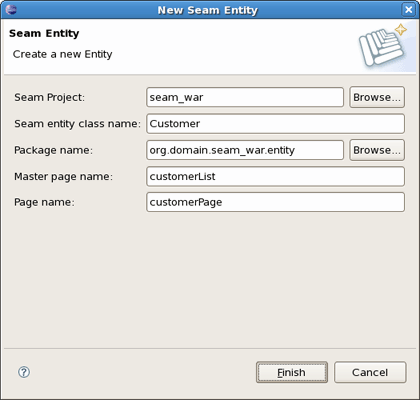 New Seam Entity
Seam Entity
Create a new Entity
Seam Project: seam_war Browse...
Seam entity class name: Customer
Package name: org.domain.seam_war.entity Browse...
Master page name: customerList
Page name: customerPage
? Finish Cancel